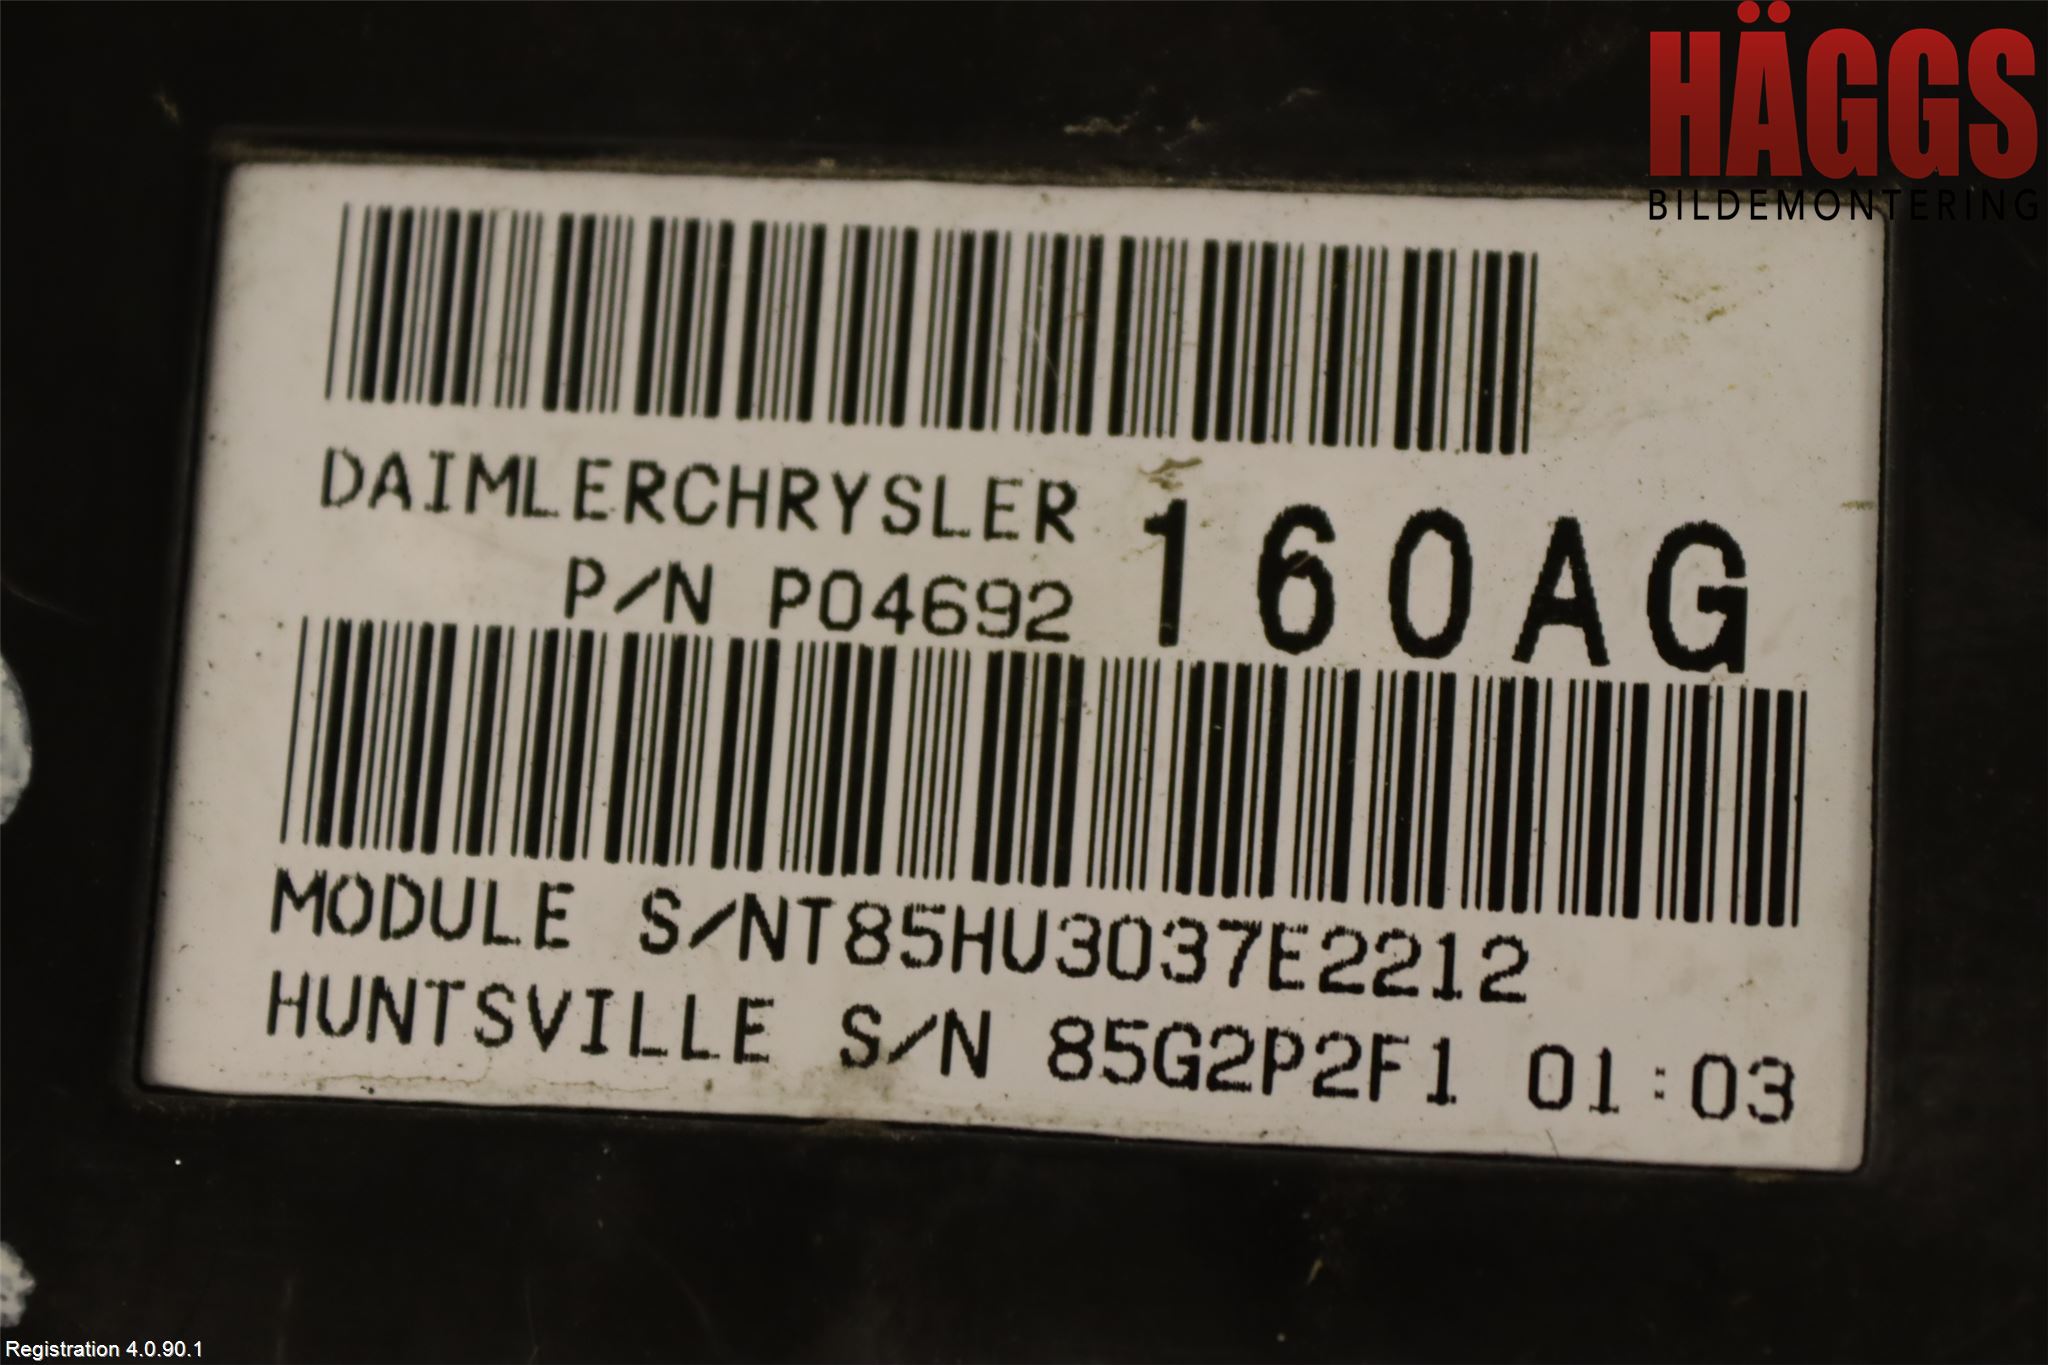 HÄGGS
BILDEMONTERING
DAIMLERCHRYSLER
P/N P04692 160AG
MODULE S/NT85HU3037E2212
HUNTSVILLE S/N 85G2P2F1 01:03
Registration 4.0.90.1